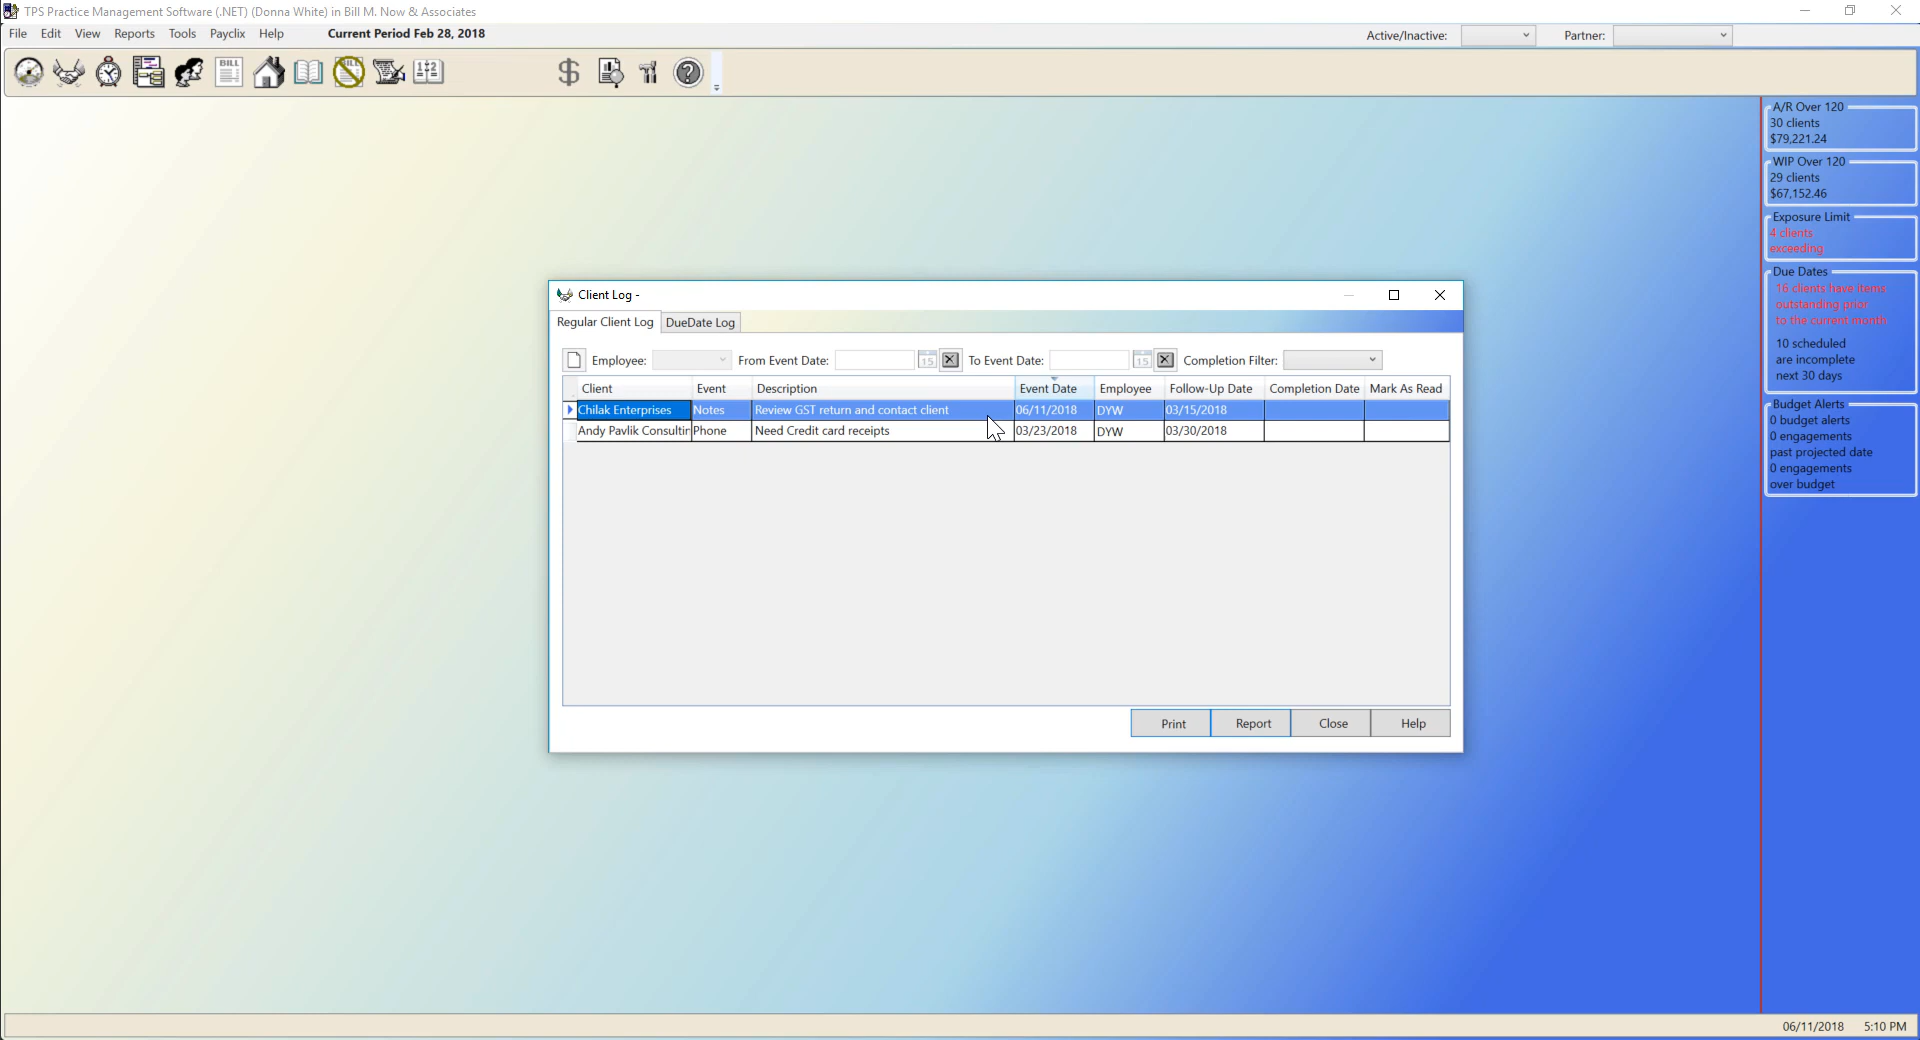 TPS Practice Management Software (.NET) (Donna White) in Bill M. Now & Associates
File Edit View Reports Tools Payclix Help Current Period Feb 28, 2018 Active/Inactive: Partner:
BILL
A/R Over 120
30 clients
$79,221.24
WIP Over 120
29 clients
$67,152.46
Exposure Limit
4 clients
exceeding
Due Dates
16 clients have items
outstanding prior
to the current month
10 scheduled
are incomplete
next 30 days
Budget Alerts
0 budget alerts
0 engagements
past projected date
0 engagements
over budget
Client Log -
Regular Client Log DueDate Log
Employee: From Event Date: 15 To Event Date: 15 Completion Filter:
Client Event Description Event Date Employee Follow-Up Date Completion Date Mark As Read
Chilak Enterprises Notes Review GST return and contact client 06/11/2018 DYW 03/15/2018
Andy Pavlik Consultin Phone Need Credit card receipts 03/23/2018 DYW 03/30/2018
Print Report Close Help
06/11/2018 5:10 PM